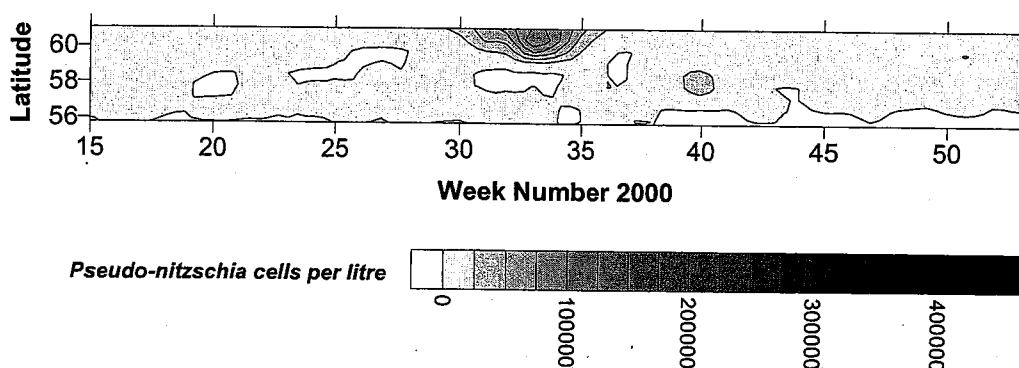 Latitude
60
58
56
15 20 25 30 35 40 45 50
Week Number 2000
Pseudo-nitzschia cells per litre
0 100000 200000 300000 400000